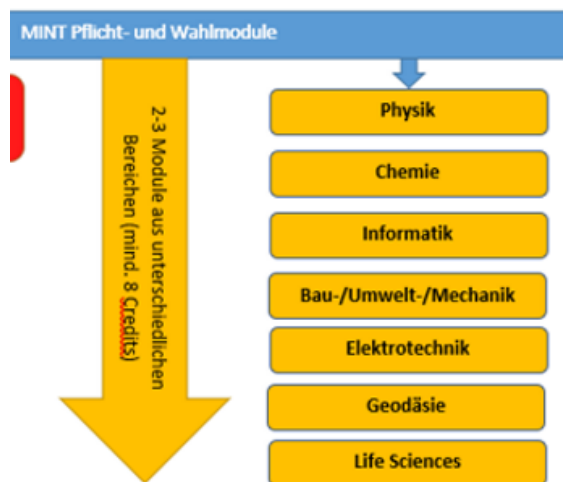 MINT Pflicht- und Wahlmodule
2-3 Module aus unterschiedlichen
Bereichen (mind. 8 Credits)
Physik
Chemie
Informatik
Bau-/Umwelt-/Mechanik
Elektrotechnik
Geodäsie
Life Sciences